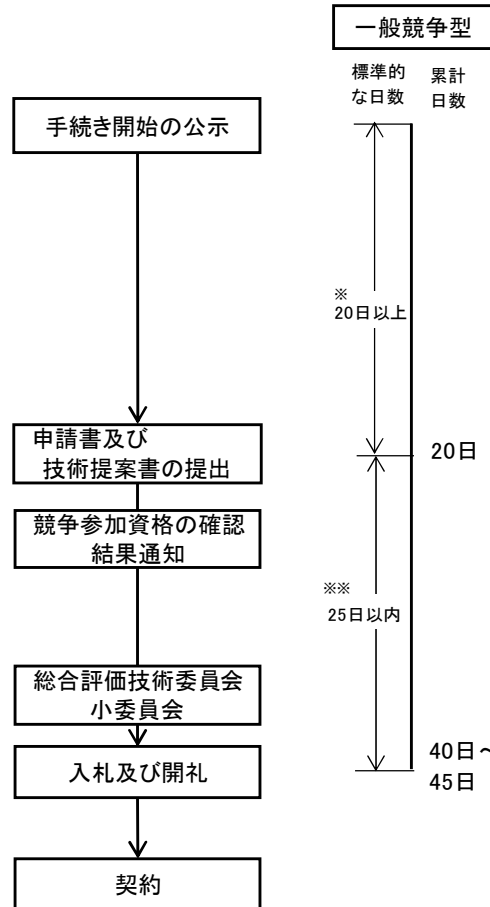 一般競争型
標準的
な日数
累計
日数
手続き開始の公示
※
20日以上
申請書及び
技術提案書の提出
20日
競争参加資格の確認
結果通知
※※
25日以内
総合評価技術委員会
小委員会
入札及び開札
40日~
45日
契約